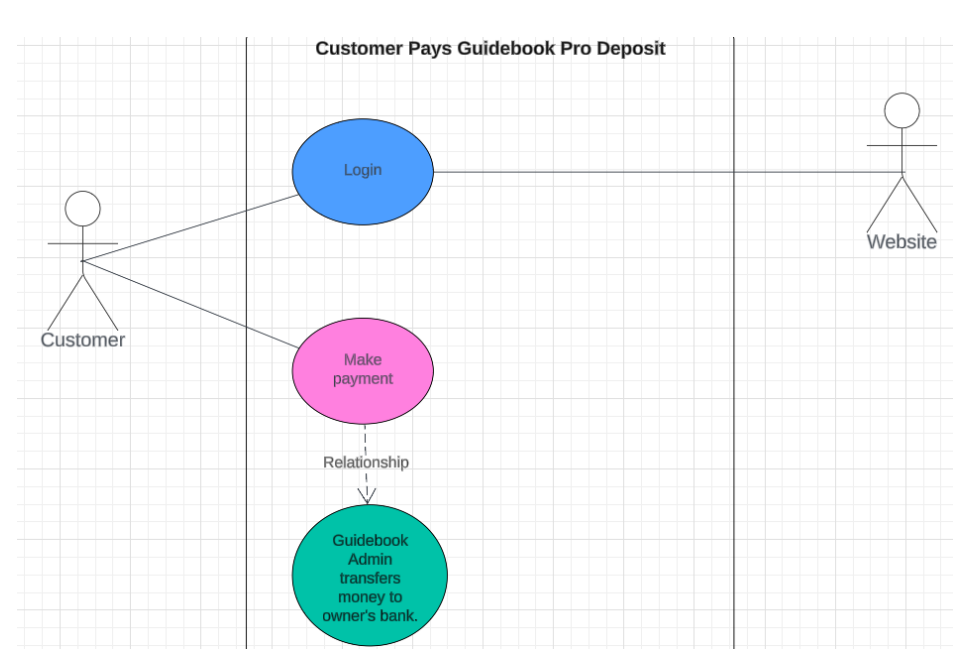 Customer Pays Guidebook Pro Deposit
Login
Website
Customer
Make
payment
Relationship
Guidebook
Admin
transfers
money to
owner's bank.